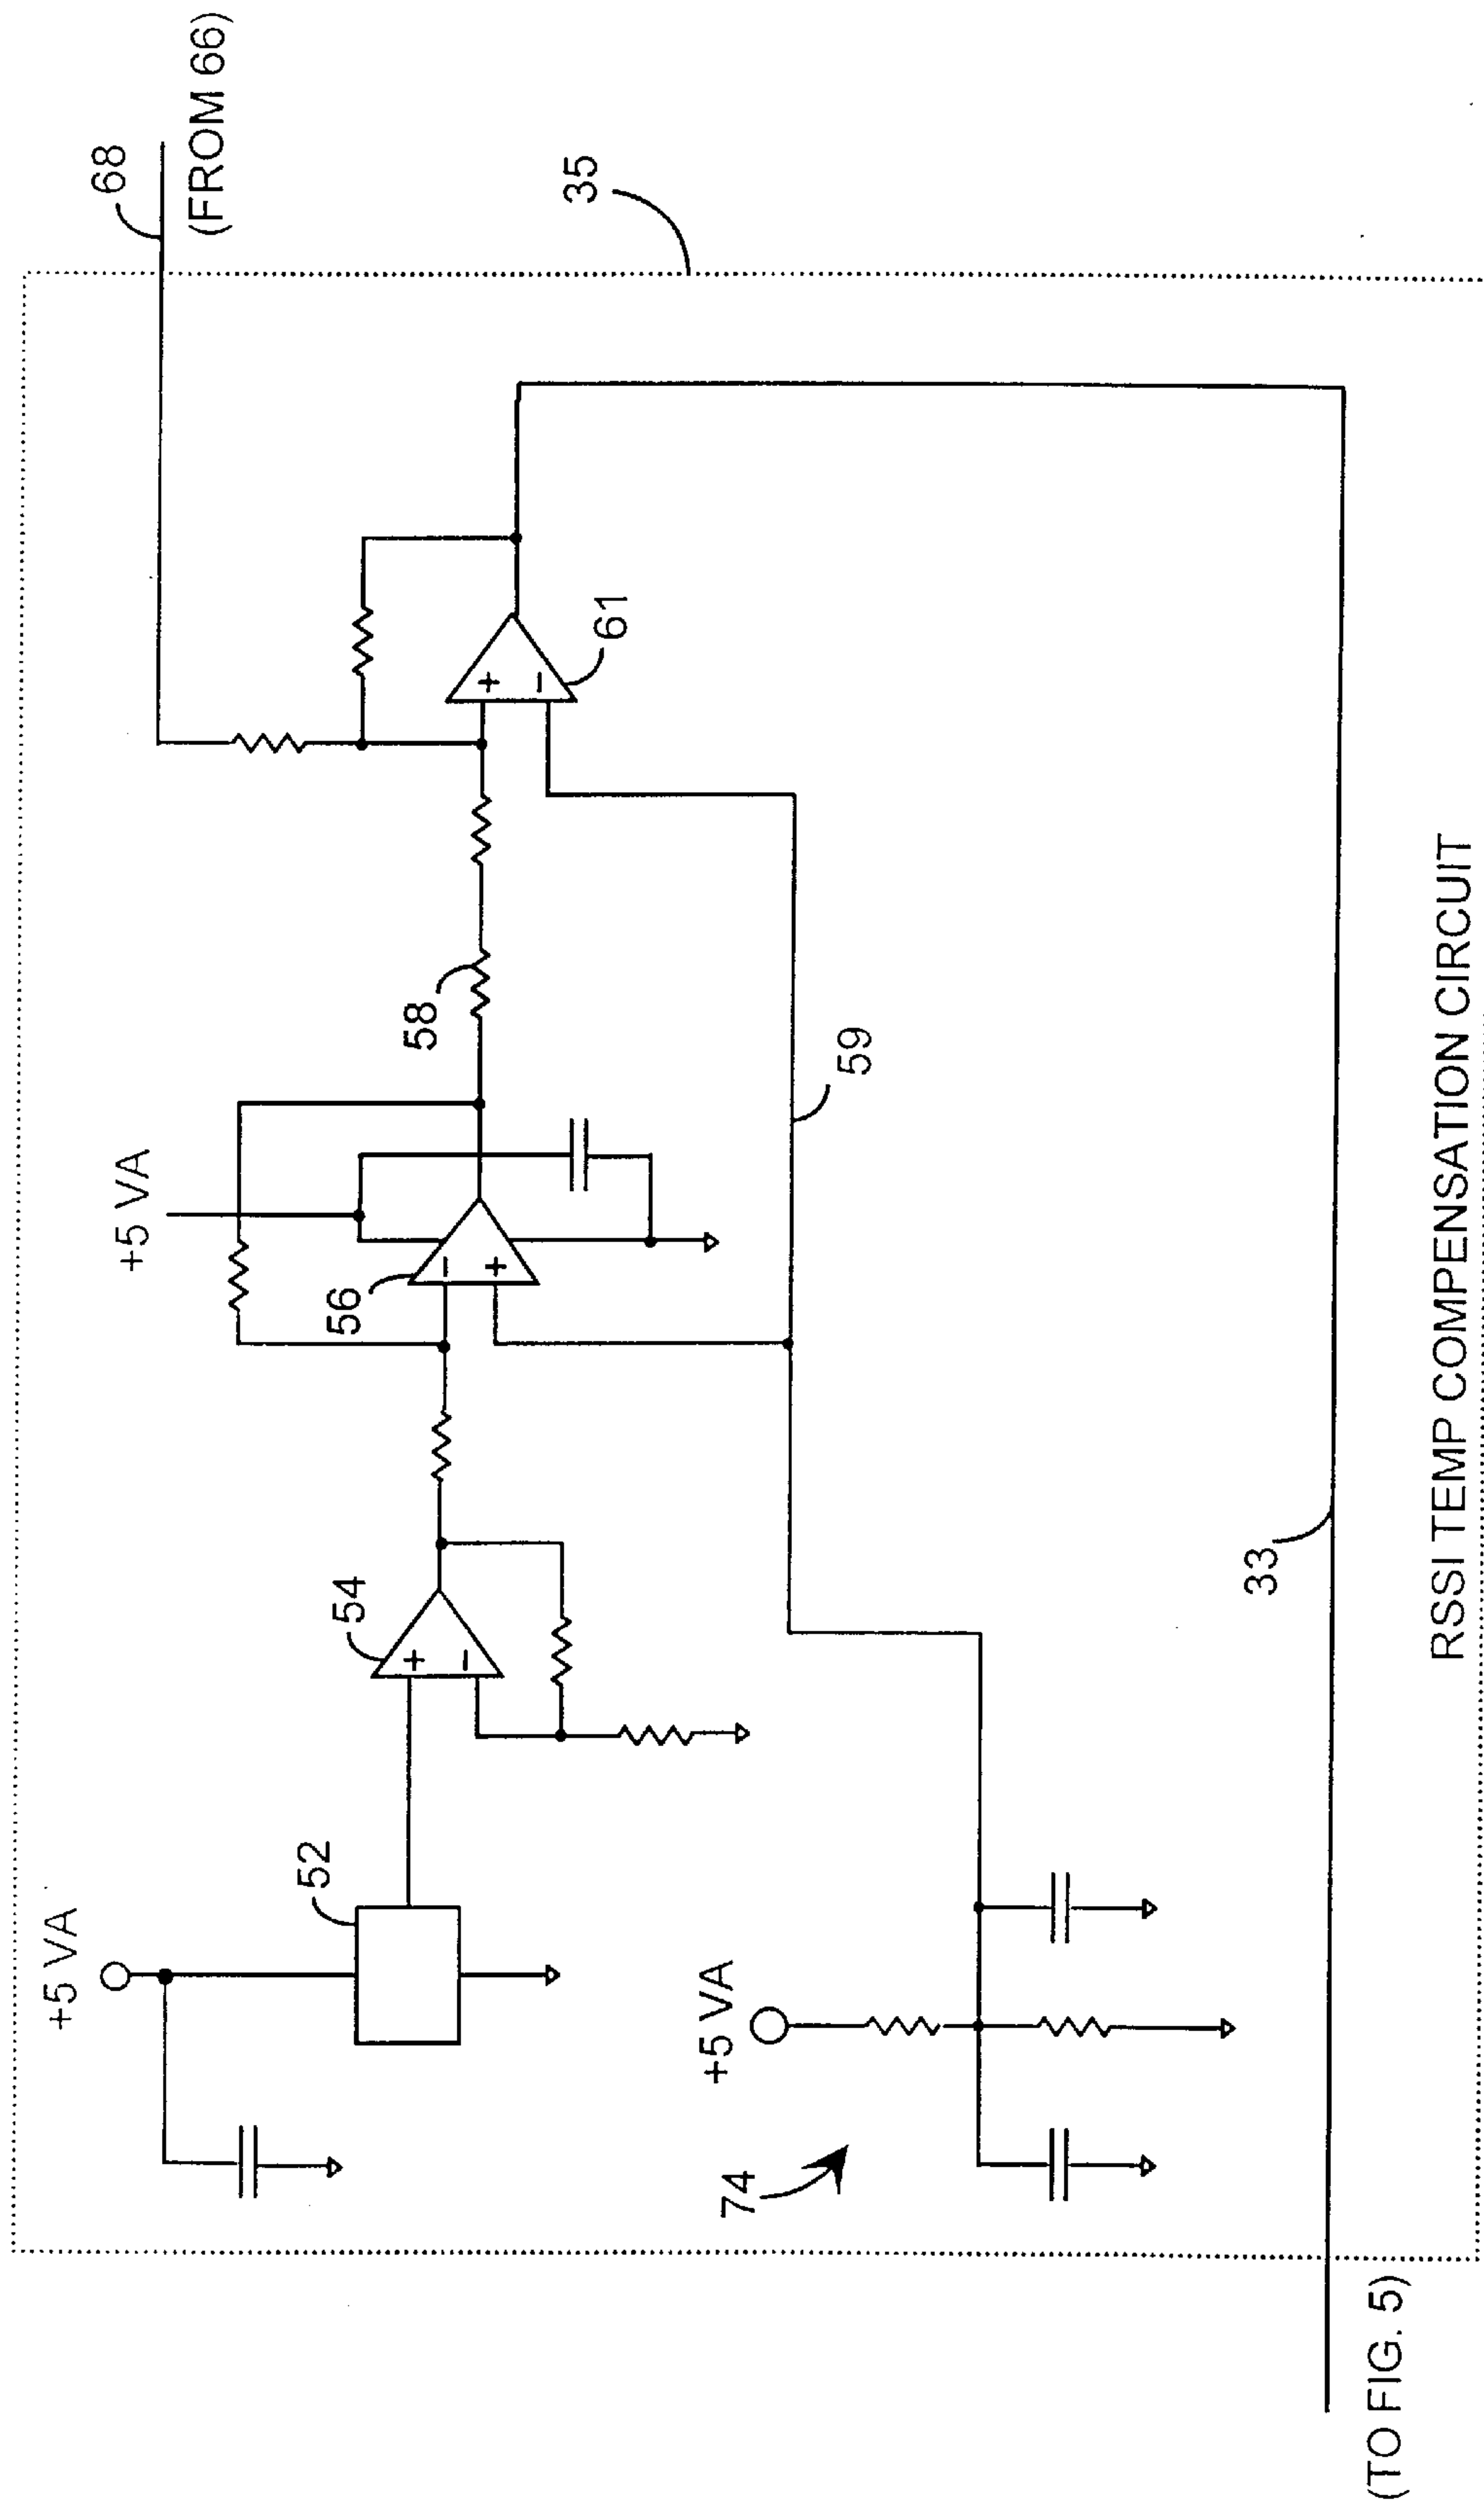 68
(FROM 66)
35
+5 VA
52
54
56
+5 VA
58
61
59
+5 VA
74
33
(TO FIG. 5)
RSSI TEMP COMPENSATION CIRCUIT
+
−
−
+
+
−